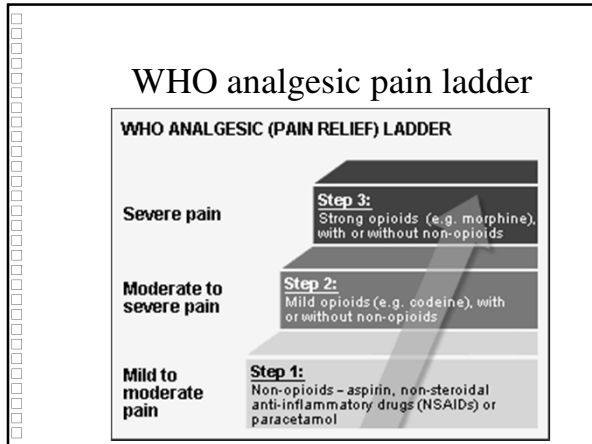 WHO analgesic pain ladder
WHO ANALGESIC (PAIN RELIEF) LADDER
Severe pain
Step 3:
Strong opioids (e.g. morphine),
with or without non-opioids
Moderate to
severe pain
Step 2:
Mild opioids (e.g. codeine), with
or without non-opioids
Mild to
moderate
pain
Step 1:
Non-opioids – aspirin, non-steroidal
anti-inflammatory drugs (NSAIDs) or
paracetamol